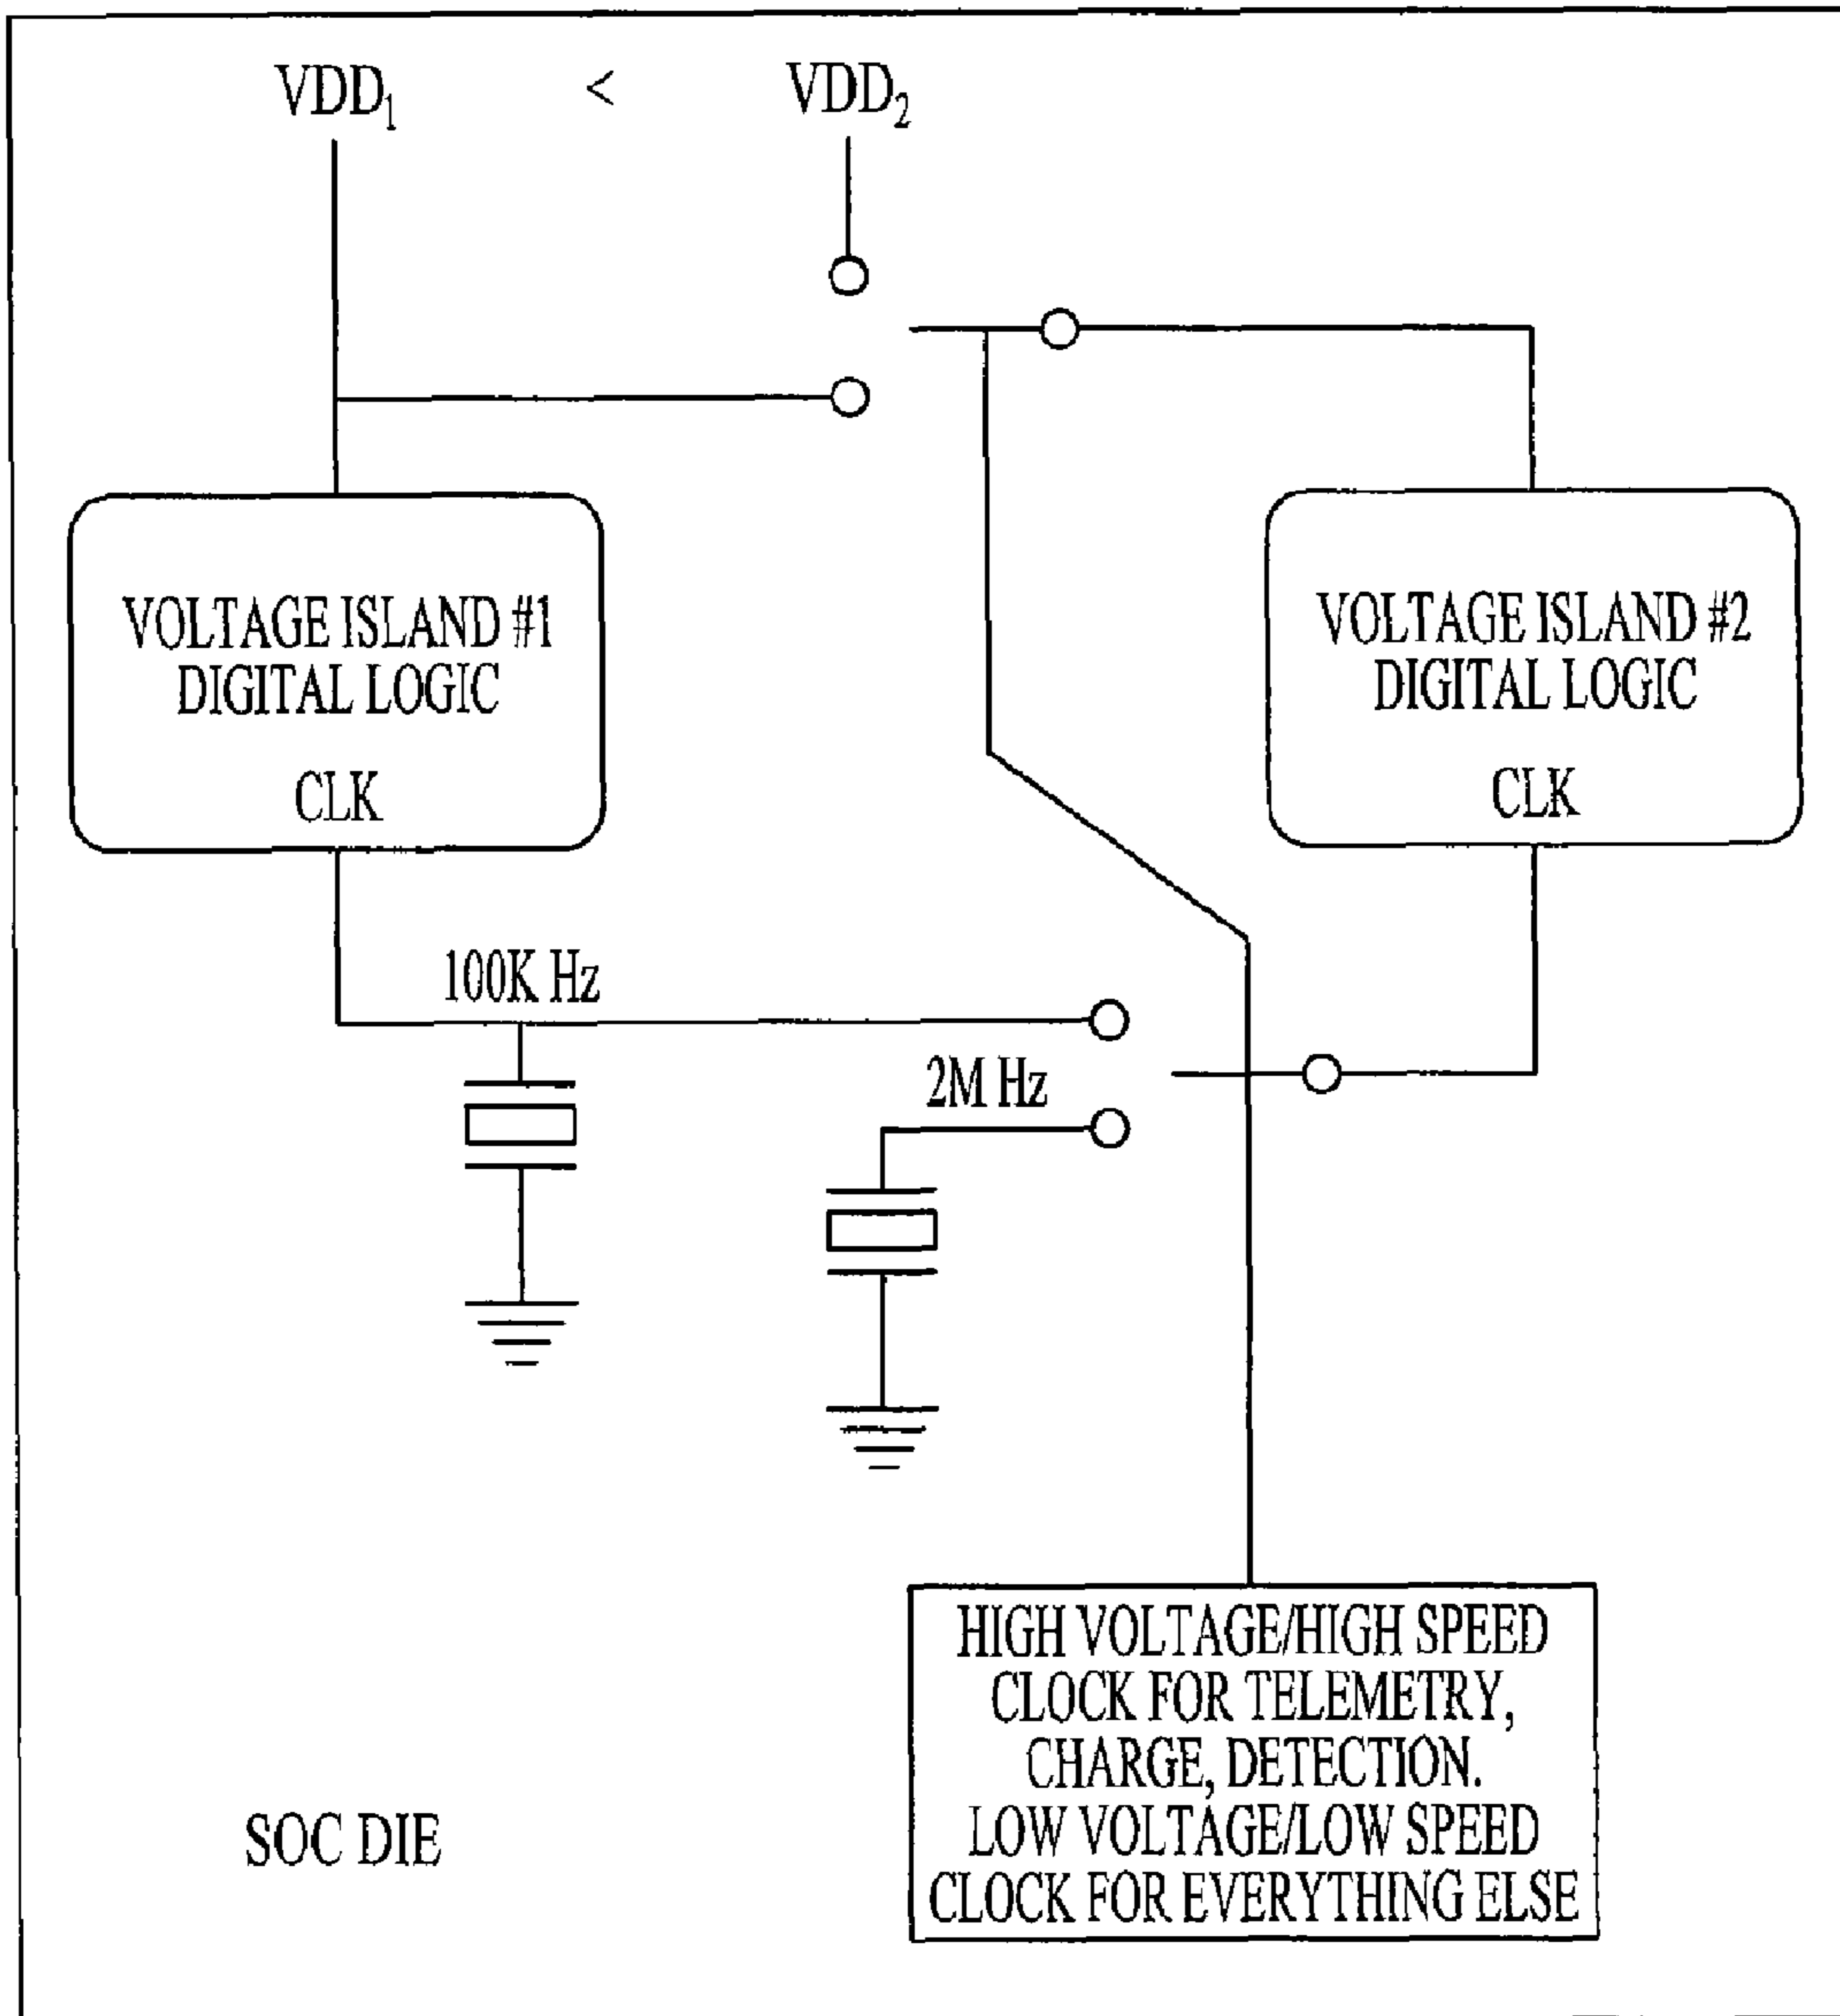 VDD₁ < VDD₂
VOLTAGE ISLAND #1
DIGITAL LOGIC
CLK
VOLTAGE ISLAND #2
DIGITAL LOGIC
CLK
100K Hz
2M Hz
HIGH VOLTAGE/HIGH SPEED
CLOCK FOR TELEMETRY,
CHARGE, DETECTION.
LOW VOLTAGE/LOW SPEED
CLOCK FOR EVERYTHING ELSE
SOC DIE